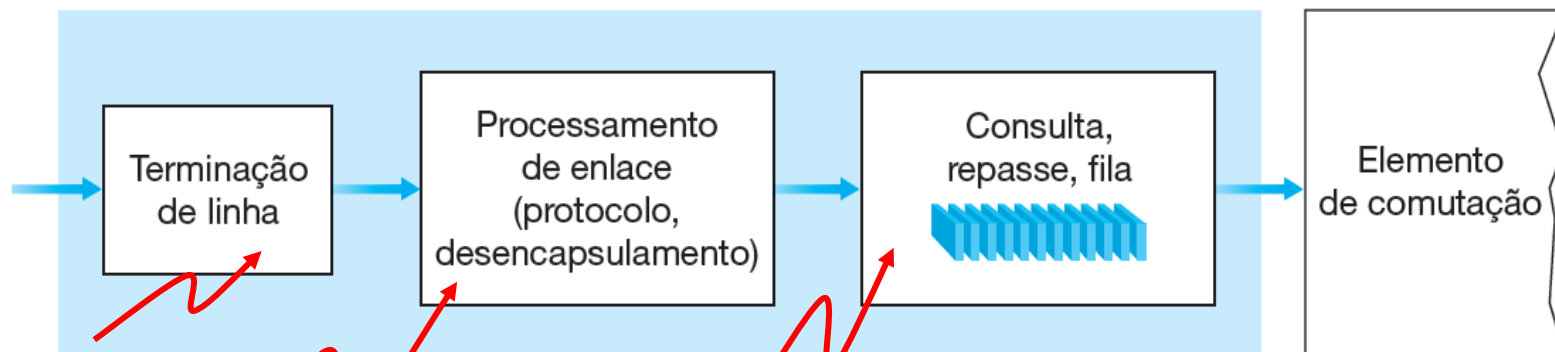 Terminação
de linha
Processamento
de enlace
(protocolo,
desencapsulamento)
Consulta,
repasse, fila
Elemento
de comutação